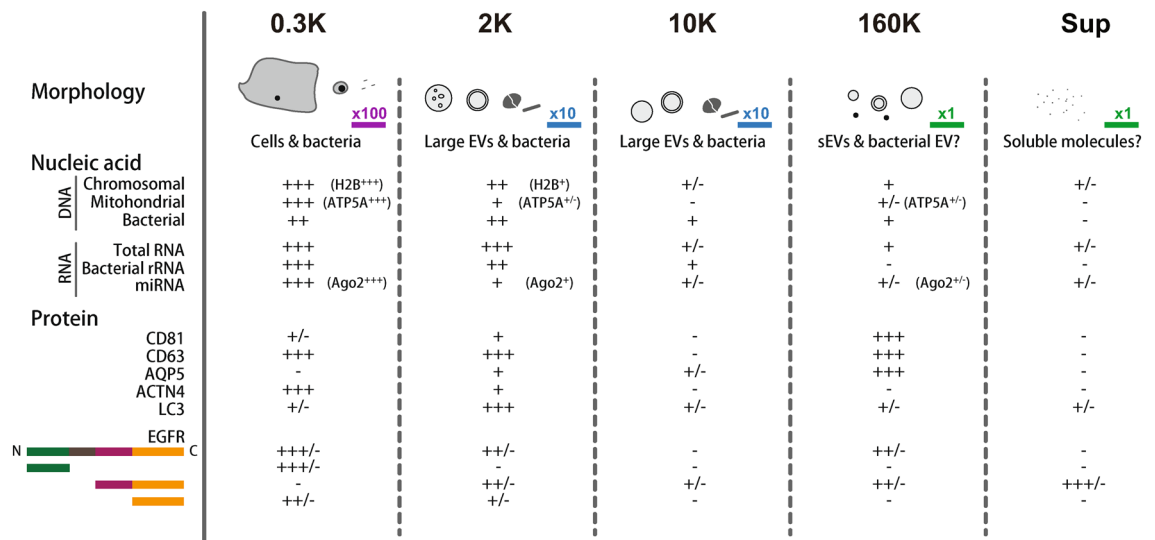 0.3K 2K 10K 160K Sup
Morphology
x100 x10 x10 x1 x1
Cells & bacteria Large EVs & bacteria Large EVs & bacteria sEVs & bacterial EV? Soluble molecules?
Nucleic acid
DNA
Chromosomal +++ (H2B+++) ++ (H2B+) +/- + +/-
Mitohondrial +++ (ATP5A+++) + (ATP5A+/-) - +/- (ATP5A+/-) -
Bacterial ++ ++ + + -
RNA
Total RNA +++ +++ +/- + +/-
Bacterial rRNA +++ ++ + - -
miRNA +++ (Ago2+++) + (Ago2+) +/- +/- (Ago2+/-) +/-
Protein
CD81 +/- + - +++ -
CD63 +++ +++ - +++ -
AQP5 - + +/- +++ -
ACTN4 +++ + - - -
LC3 +/- +++ +/- +/- +/-
EGFR
N C +++/- ++/- - ++/- -
+++/- - - - -
- ++/- +/- ++/- +++/-
++/- +/- - - -